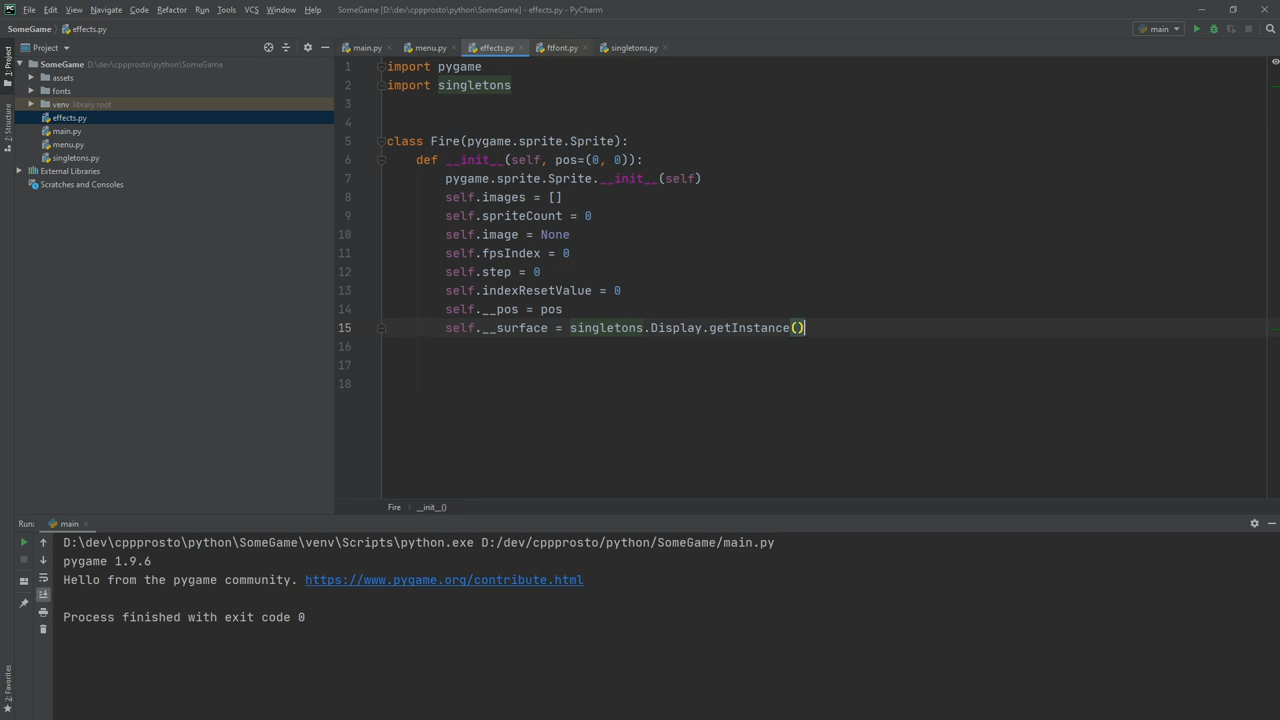 File Edit View Navigate Code Refactor Run Tools VCS Window Help SomeGame [D:\dev\cppprosto\python\SomeGame] - effects.py - PyCharm
SomeGame effects.py
main
Project
main.py menu.py effects.py ftfont.py singletons.py
1: Project
7: Structure
2: Favorites
SomeGame D:\dev\cppprosto\python\SomeGame
assets
fonts
venv library root
effects.py
main.py
menu.py
singletons.py
External Libraries
Scratches and Consoles
1 import pygame
2 import singletons
3
4
5 class Fire(pygame.sprite.Sprite):
6 def __init__(self, pos=(0, 0)):
7 pygame.sprite.Sprite.__init__(self)
8 self.images = []
9 self.spriteCount = 0
10 self.image = None
11 self.fpsIndex = 0
12 self.step = 0
13 self.indexResetValue = 0
14 self.__pos = pos
15 self.__surface = singletons.Display.getInstance()
16
17
18
Fire __init__()
Run: main
D:\dev\cppprosto\python\SomeGame\venv\Scripts\python.exe D:/dev/cppprosto/python/SomeGame/main.py
pygame 1.9.6
Hello from the pygame community. https://www.pygame.org/contribute.html
Process finished with exit code 0